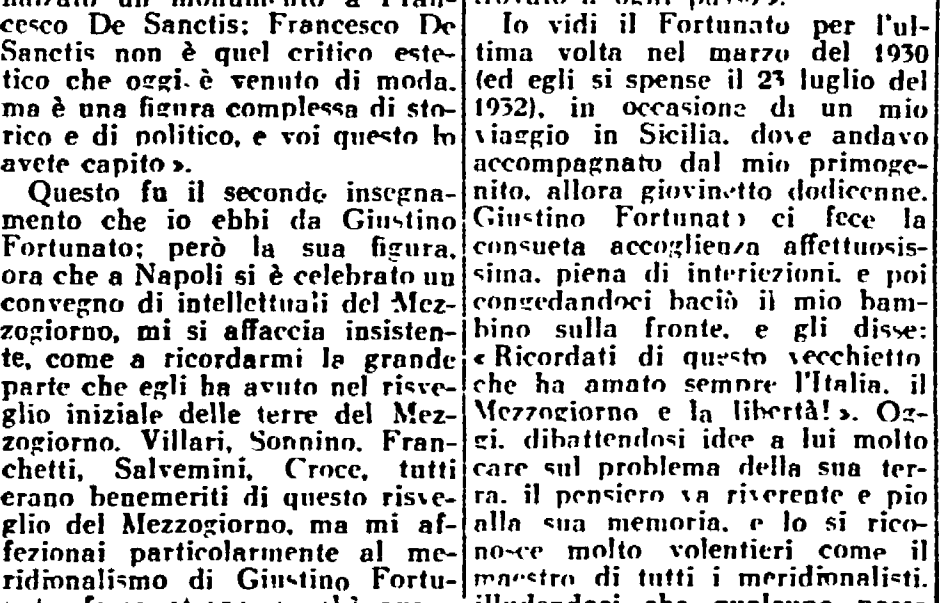 cesco De Sanctis; Francesco De
Sanctis non è quel critico este-
tico che oggi è venuto di moda,
ma è una figura complessa di sto-
rico e di politico, e voi questo lo
avete capito ».
Questo fu il secondo insegna-
mento che io ebbi da Giustino
Fortunato; però la sua figura,
ora che a Napoli si è celebrato un
convegno di intellettuali del Mez-
zogiorno, mi si affaccia insisten-
te, come a ricordarmi la grande
parte che egli ha avuto nel risve-
glio iniziale delle terre del Mez-
zogiorno. Villari, Sonnino, Fran-
chetti, Salvemini, Croce, tutti
erano benemeriti di questo risve-
glio del Mezzogiorno, ma mi af-
fezionai particolarmente al me-
ridionalismo di Giustino Fortu-
Io vidi il Fortunato per l'ul-
tima volta nel marzo del 1930
(ed egli si spense il 23 luglio del
1932), in occasione di un mio
viaggio in Sicilia, dove andavo
accompagnato dal mio primoge-
nito, allora giovinetto dodicenne.
Giustino Fortunato ci fece la
consueta accoglienza affettuosis-
sima, piena di interiezioni, e poi
congedandoci baciò il mio bam-
bino sulla fronte, e gli disse:
« Ricordati di questo vecchietto
che ha amato sempre l'Italia, il
Mezzogiorno e la libertà! ». Og-
gi, dibattendosi idee a lui molto
care sul problema della sua ter-
ra, il pensiero va riverente e pio
alla sua memoria, e lo si rico-
nosce molto volentieri come il
maestro di tutti i meridionalisti,